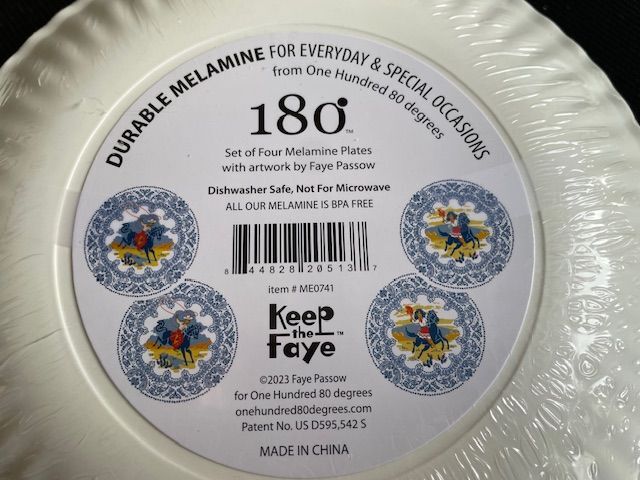 DURABLE MELAMINE FOR EVERYDAY & SPECIAL OCCASIONS
from One Hundred 80 degrees
180™
Set of Four Melamine Plates
with artwork by Faye Passow
Dishwasher Safe, Not For Microwave
ALL OUR MELAMINE IS BPA FREE
8 44828 20513 7
item # ME0741
Keep
the™
Faye
©2023 Faye Passow
for One Hundred 80 degrees
onehundred80degrees.com
Patent No. US D595,542 S
MADE IN CHINA